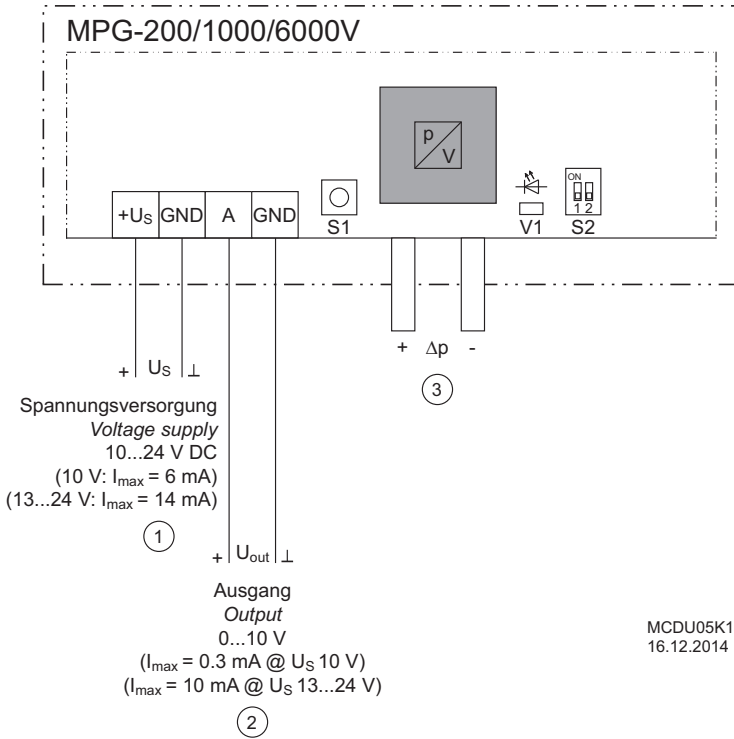 MPG-200/1000/6000V
p
V
ON
1 2
+US GND A GND
S1
V1
S2
+ US ⊥
+ Δp -
3
Spannungsversorgung
Voltage supply
10...24 V DC
(10 V: Imax = 6 mA)
(13...24 V: Imax = 14 mA)
1
+ Uout ⊥
Ausgang
Output
0...10 V
(Imax = 0.3 mA @ US 10 V)
(Imax = 10 mA @ US 13...24 V)
2
MCDU05K1
16.12.2014